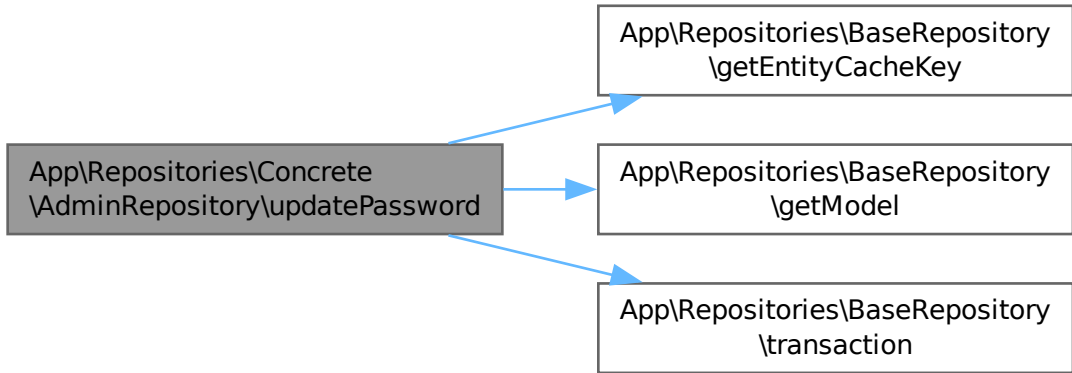 App\Repositories\BaseRepository
\getEntityCacheKey
App\Repositories\Concrete
\AdminRepository\updatePassword
App\Repositories\BaseRepository
\getModel
App\Repositories\BaseRepository
\transaction